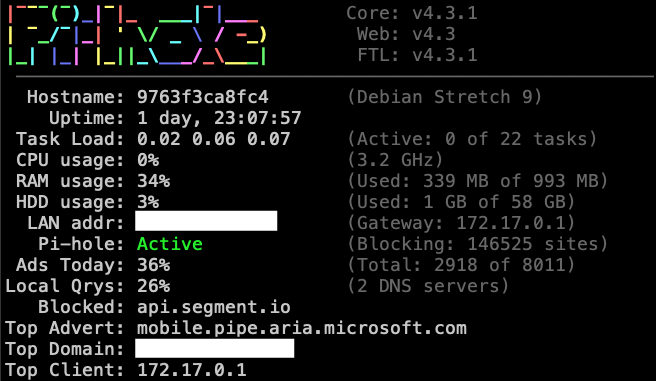 Core: v4.3.1
Web: v4.3
FTL: v4.3.1
Hostname: 9763f3ca8fc4 (Debian Stretch 9)
Uptime: 1 day, 23:07:57
Task Load: 0.02 0.06 0.07 (Active: 0 of 22 tasks)
CPU usage: 0% (3.2 GHz)
RAM usage: 34% (Used: 339 MB of 993 MB)
HDD usage: 3% (Used: 1 GB of 58 GB)
LAN addr: (Gateway: 172.17.0.1)
Pi-hole: Active (Blocking: 146525 sites)
Ads Today: 36% (Total: 2918 of 8011)
Local Qrys: 26% (2 DNS servers)
Blocked: api.segment.io
Top Advert: mobile.pipe.aria.microsoft.com
Top Domain:
Top Client: 172.17.0.1